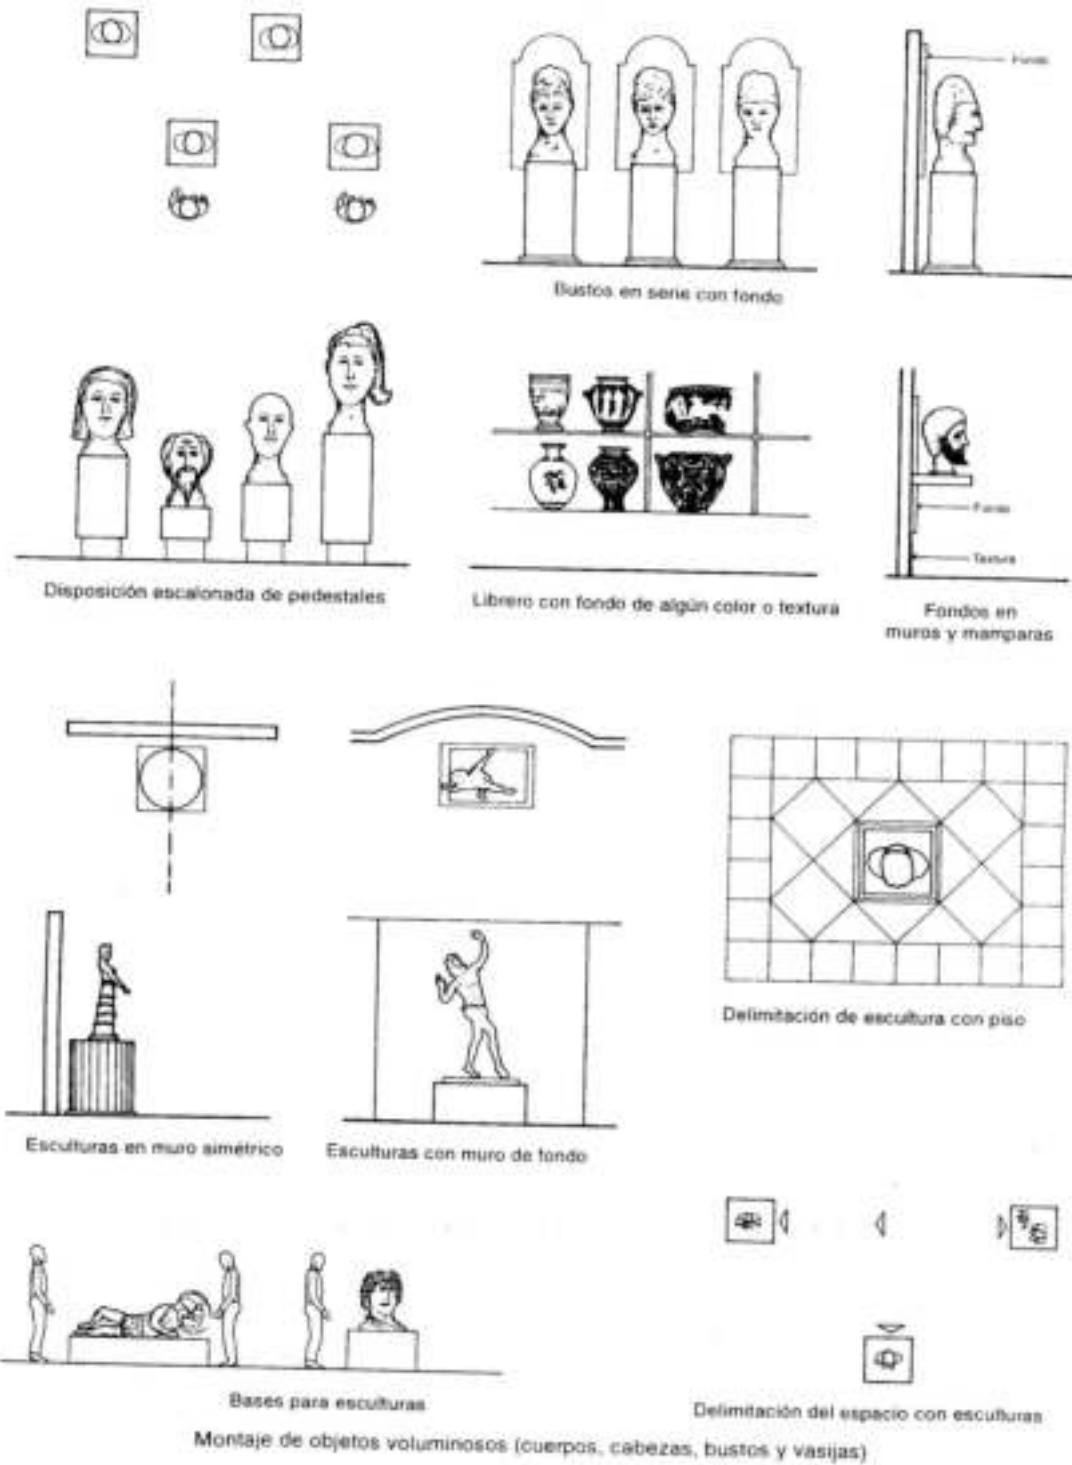 Fondo
Bustos en serie con fondo
Disposición escalonada de pedestales
Librero con fondo de algún color o textura
Fondo
Textura
Fondos en
muros y mamparas
Delimitación de escultura con piso
Esculturas en muro simétrico
Esculturas con muro de fondo
Bases para esculturas
Delimitación del espacio con esculturas
Montaje de objetos voluminosos (cuerpos, cabezas, bustos y vasijas)